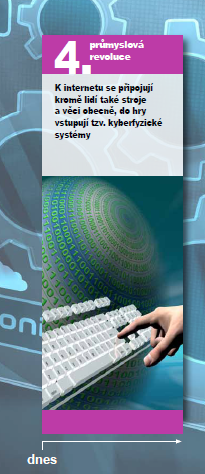 4. průmyslová
revoluce
K internetu se připojují
kromě lidí také stroje
a věci obecně, do hry
vstupují tzv. kyberfyzické
systémy
dnes